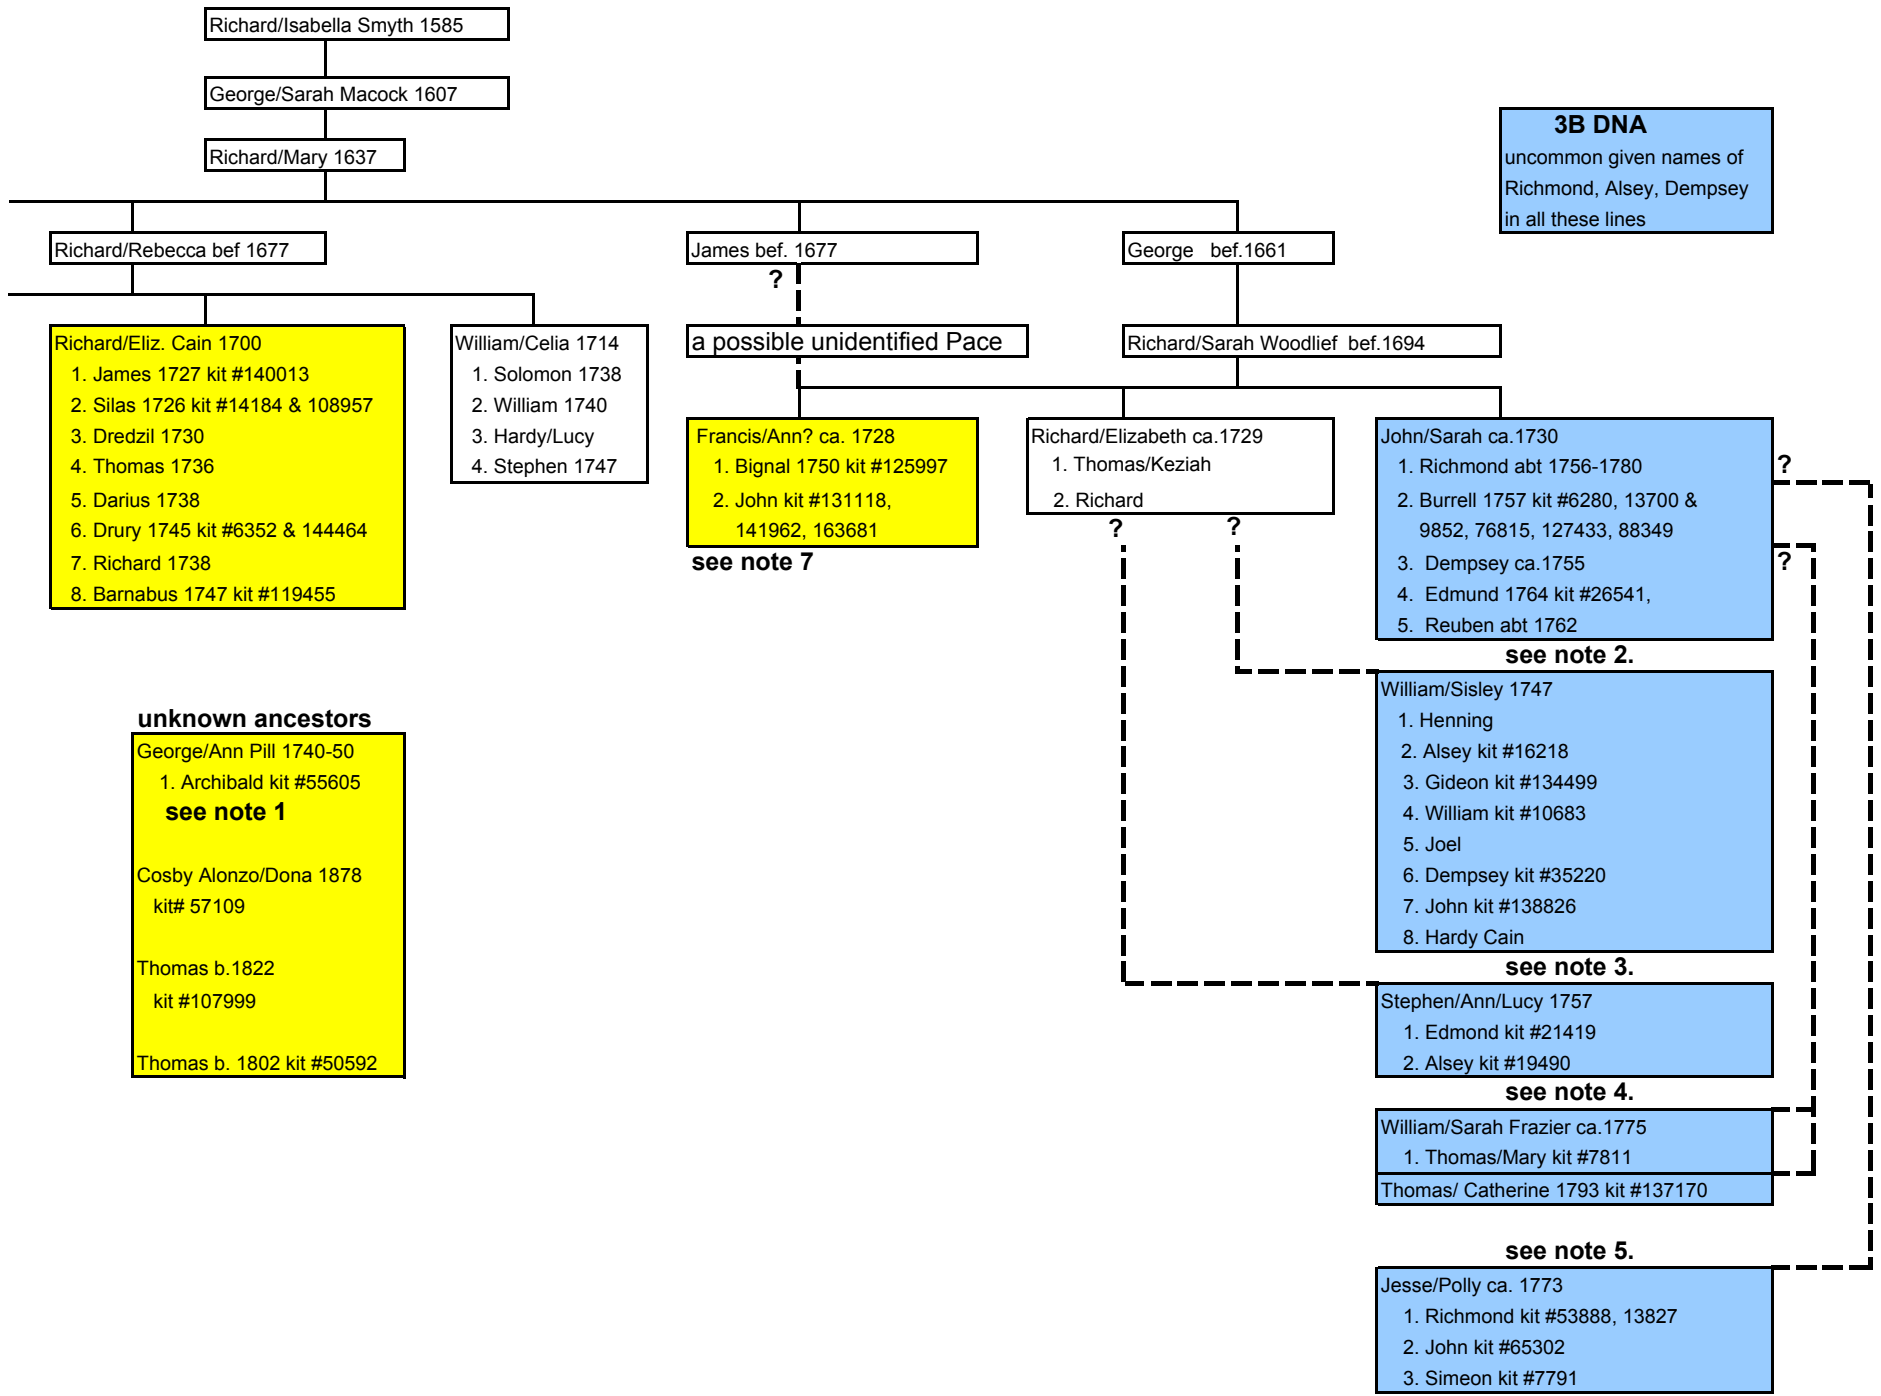 Richard/Isabella Smyth 1585
George/Sarah Macock 1607
Richard/Mary 1637
3B DNA
uncommon given names of
Richmond, Alsey, Dempsey
in all these lines
Richard/Rebecca bef 1677
James bef. 1677
?
George bef.1661
Richard/Eliz. Cain 1700
1. James 1727 kit #140013
2. Silas 1726 kit #14184 & 108957
3. Dredzil 1730
4. Thomas 1736
5. Darius 1738
6. Drury 1745 kit #6352 & 144464
7. Richard 1738
8. Barnabus 1747 kit #119455
William/Celia 1714
1. Solomon 1738
2. William 1740
3. Hardy/Lucy
4. Stephen 1747
a possible unidentified Pace
Richard/Sarah Woodlief bef.1694
Francis/Ann? ca. 1728
1. Bignal 1750 kit #125997
2. John kit #131118,
141962, 163681
see note 7
Richard/Elizabeth ca.1729
1. Thomas/Keziah
2. Richard
?
?
John/Sarah ca.1730
1. Richmond abt 1756-1780
2. Burrell 1757 kit #6280, 13700 &
9852, 76815, 127433, 88349
3. Dempsey ca.1755
4. Edmund 1764 kit #26541,
5. Reuben abt 1762
?
?
see note 2.
William/Sisley 1747
1. Henning
2. Alsey kit #16218
3. Gideon kit #134499
4. William kit #10683
5. Joel
6. Dempsey kit #35220
7. John kit #138826
8. Hardy Cain
see note 3.
unknown ancestors
George/Ann Pill 1740-50
1. Archibald kit #55605
see note 1
Cosby Alonzo/Dona 1878
kit# 57109
Thomas b.1822
kit #107999
Thomas b. 1802 kit #50592
Stephen/Ann/Lucy 1757
1. Edmond kit #21419
2. Alsey kit #19490
see note 4.
William/Sarah Frazier ca.1775
1. Thomas/Mary kit #7811
Thomas/ Catherine 1793 kit #137170
see note 5.
Jesse/Polly ca. 1773
1. Richmond kit #53888, 13827
2. John kit #65302
3. Simeon kit #7791